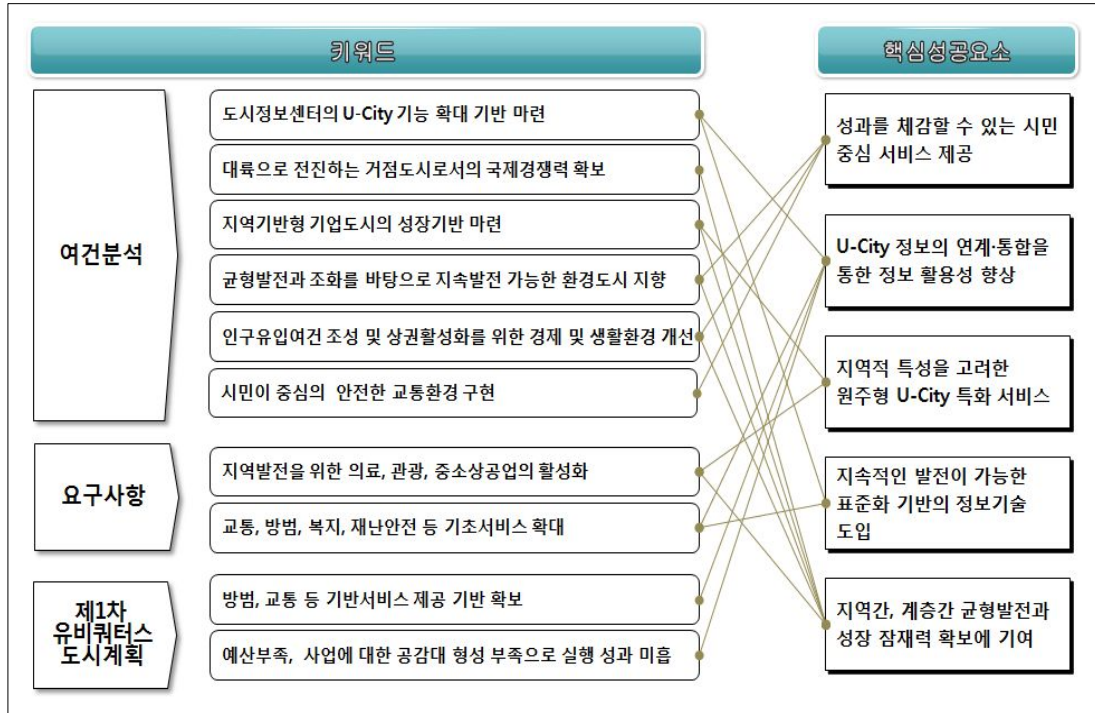 키워드
핵심성공요소
여건분석
도시정보센터의 U-City 기능 확대 기반 마련
대륙으로 전진하는 거점도시로서의 국제경쟁력 확보
지역기반형 기업도시의 성장기반 마련
균형발전과 조화를 바탕으로 지속발전 가능한 환경도시 지향
인구유입여건 조성 및 상권활성화를 위한 경제 및 생활환경 개선
시민이 중심의 안전한 교통환경 구현
요구사항
지역발전을 위한 의료, 관광, 중소상공업의 활성화
교통, 방범, 복지, 재난안전 등 기초서비스 확대
제1차
유비쿼터스
도시계획
방범, 교통 등 기반서비스 제공 기반 확보
예산부족, 사업에 대한 공감대 형성 부족으로 실행 성과 미흡
성과를 체감할 수 있는 시민
중심 서비스 제공
U-City 정보의 연계·통합을
통한 정보 활용성 향상
지역적 특성을 고려한
원주형 U-City 특화 서비스
지속적인 발전이 가능한
표준화 기반의 정보기술
도입
지역간, 계층간 균형발전과
성장 잠재력 확보에 기여